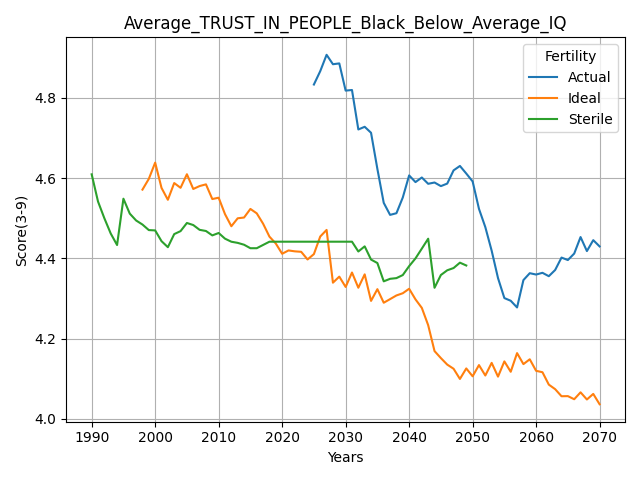 Average_TRUST_IN_PEOPLE_Black_Below_Average_IQ
Fertility
Actual
Ideal
Sterile
Score(3-9)
4.8
4.6
4.4
4.2
4.0
1990 2000 2010 2020 2030 2040 2050 2060 2070
Years